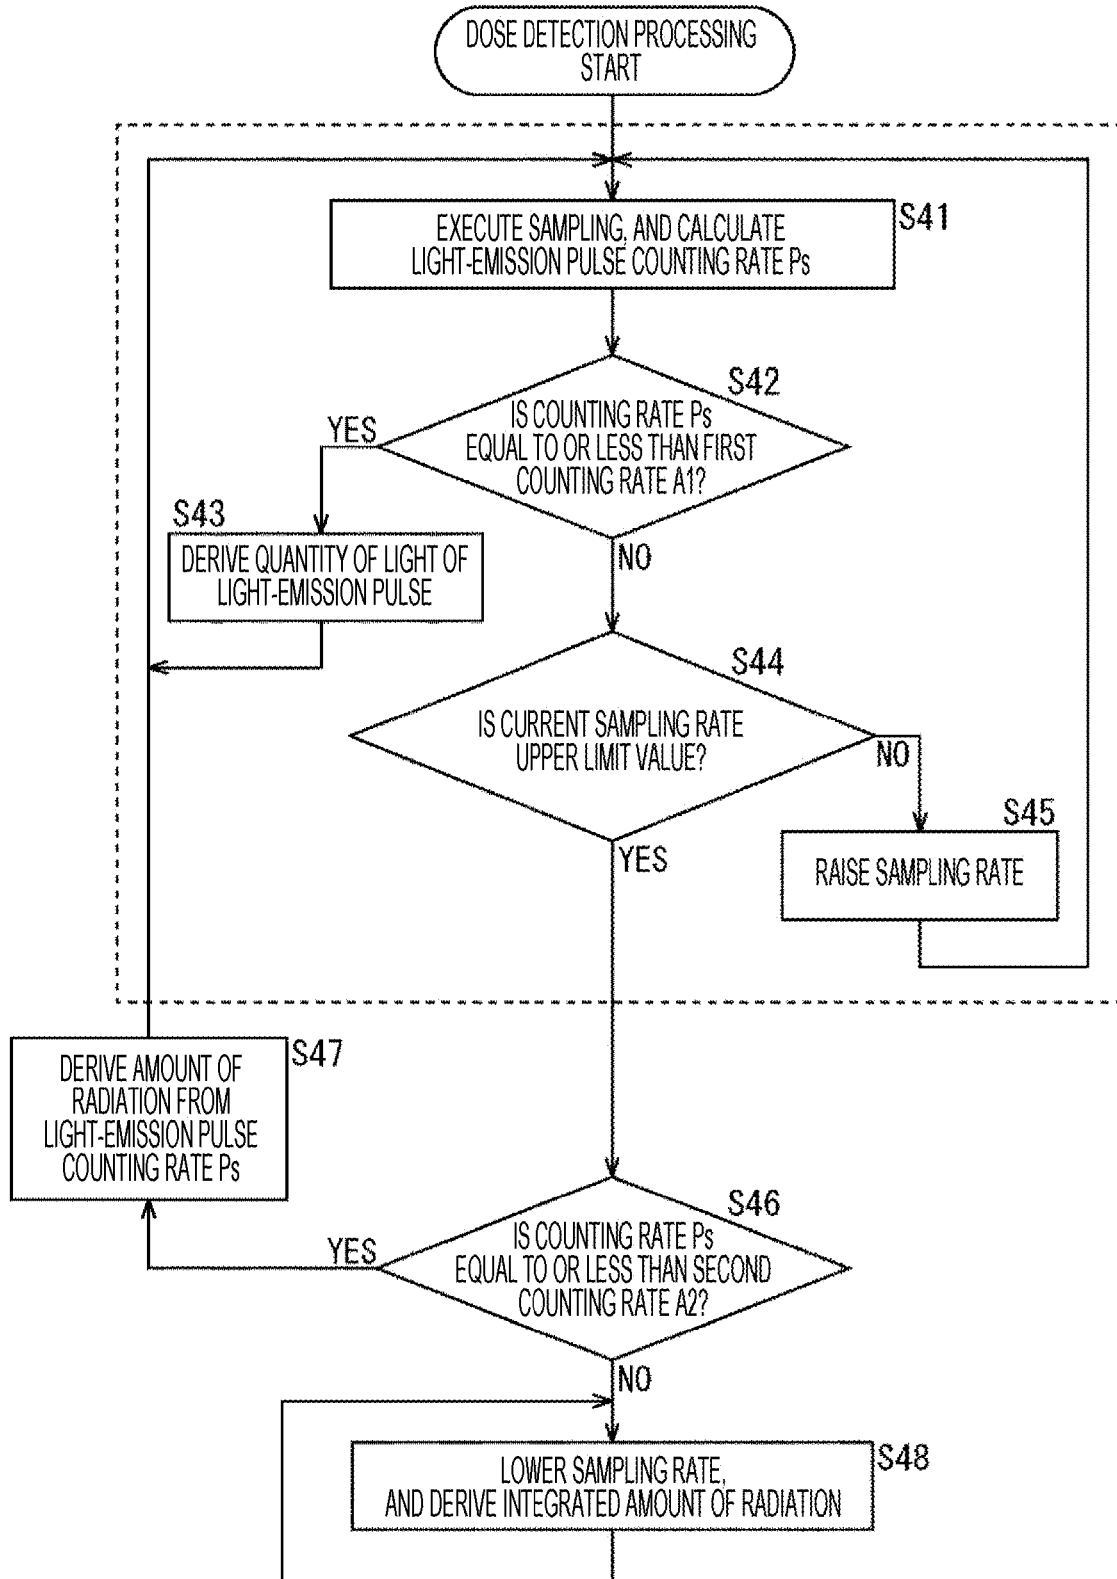 DOSE DETECTION PROCESSING
START
S41
EXECUTE SAMPLING, AND CALCULATE
LIGHT-EMISSION PULSE COUNTING RATE Ps
S42
IS COUNTING RATE Ps
EQUAL TO OR LESS THAN FIRST
COUNTING RATE A1?
YES
NO
S43
DERIVE QUANTITY OF LIGHT OF
LIGHT-EMISSION PULSE
S44
IS CURRENT SAMPLING RATE
UPPER LIMIT VALUE?
NO
YES
S45
RAISE SAMPLING RATE
S47
DERIVE AMOUNT OF
RADIATION FROM
LIGHT-EMISSION PULSE
COUNTING RATE Ps
S46
IS COUNTING RATE Ps
EQUAL TO OR LESS THAN SECOND
COUNTING RATE A2?
YES
NO
S48
LOWER SAMPLING RATE,
AND DERIVE INTEGRATED AMOUNT OF RADIATION